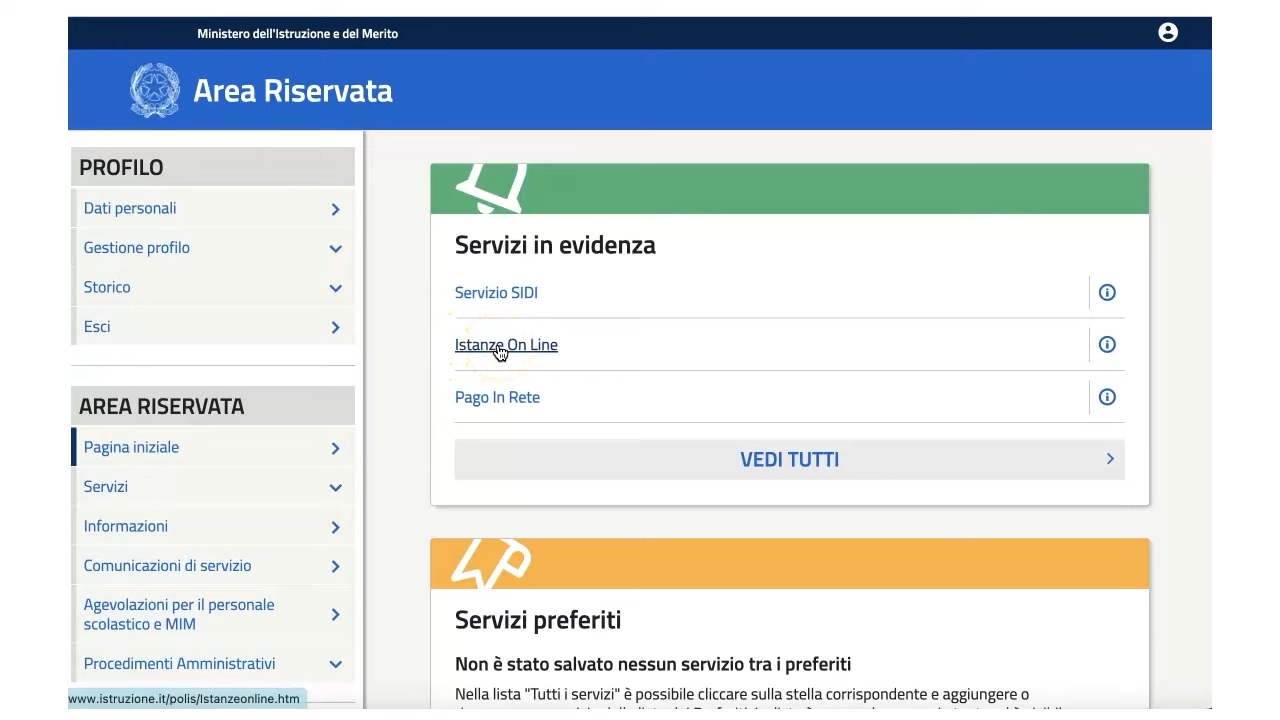 Ministero dell'Istruzione e del Merito
Area Riservata
PROFILO
Dati personali
Gestione profilo
Storico
Esci
AREA RISERVATA
Pagina iniziale
Servizi
Informazioni
Comunicazioni di servizio
Agevolazioni per il personale
scolastico e MIM
Procedimenti Amministrativi
www.istruzione.it/polis/Istanzeonline.htm
Servizi in evidenza
Servizio SIDI
Istanze On Line
Pago In Rete
VEDI TUTTI
Servizi preferiti
Non è stato salvato nessun servizio tra i preferiti
Nella lista "Tutti i servizi" è possibile cliccare sulla stella corrispondente e aggiungere o